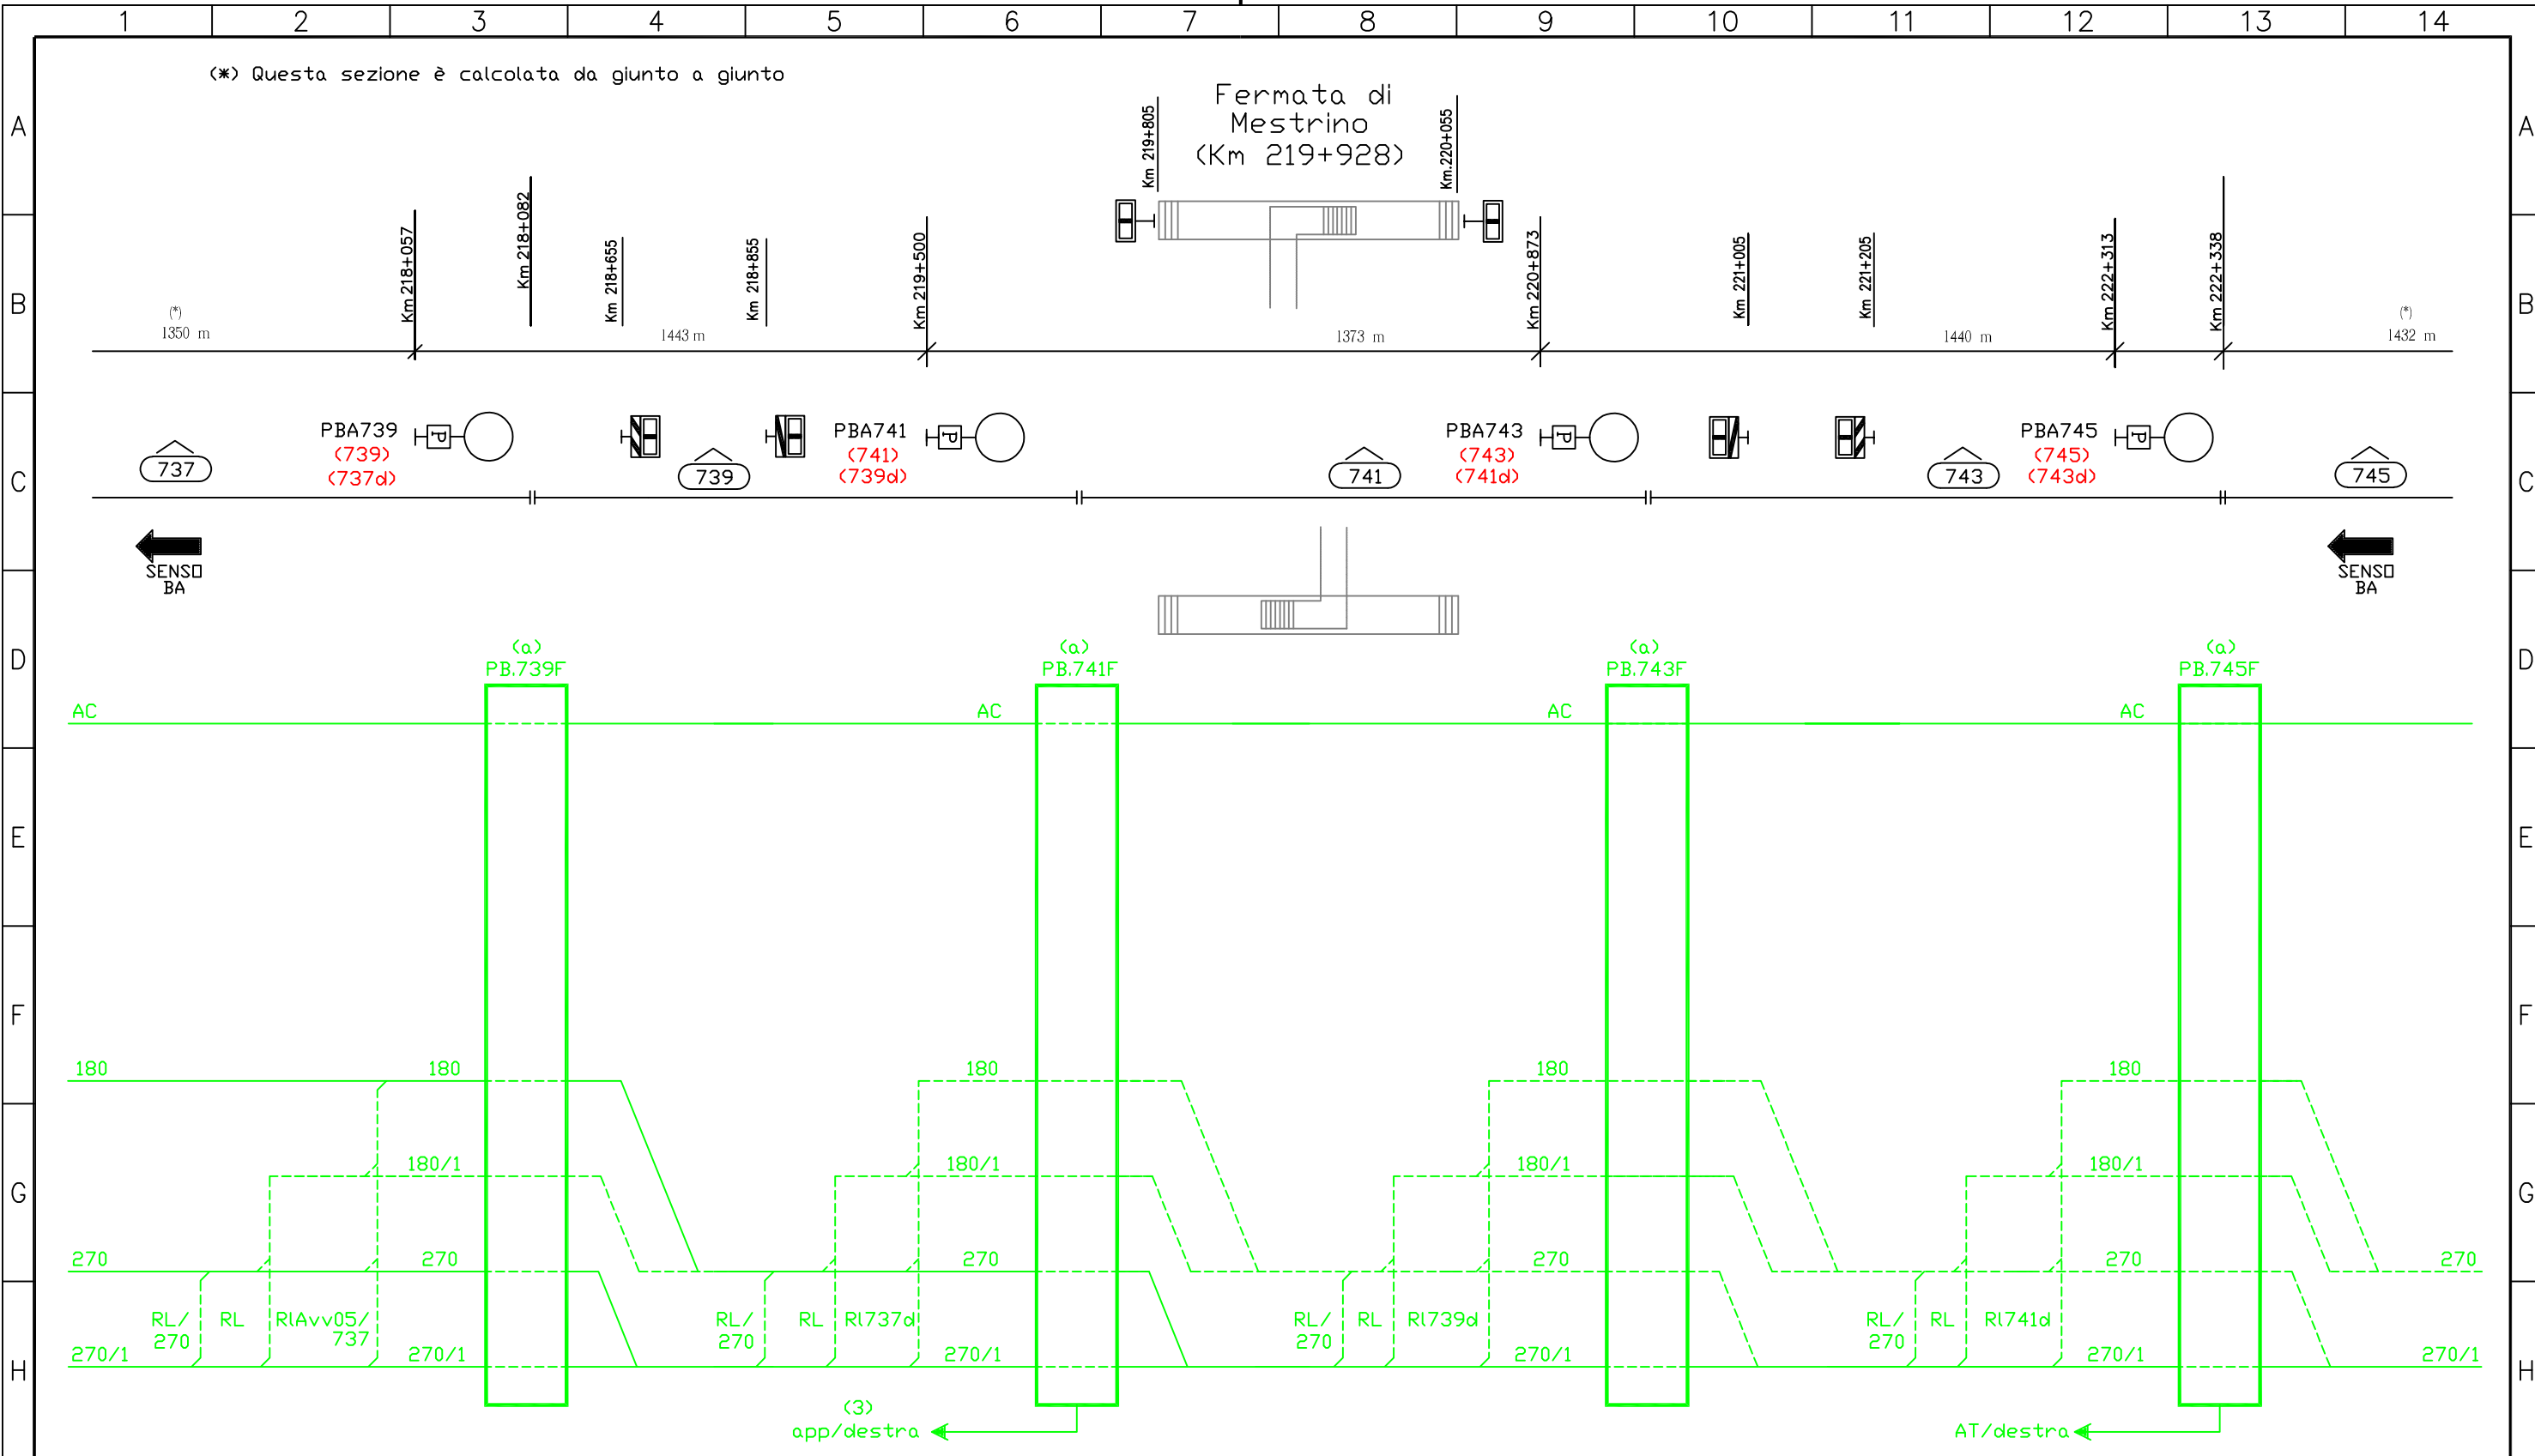 1 2 3 4 5 6 7 8 9 10 11 12 13 14
(*) Questa sezione è calcolata da giunto a giunto
Fermata di
Mestrino
(Km 219+928)
Km 219+805
Km.220+055
A A
Km 218+057
Km 218+082
Km 218+655
Km 218+855
Km 219+500
Km 220+873
Km 221+005
Km 221+205
Km 222+313
Km 222+338
B B
(*)
1350 m
1443 m
1373 m
1440 m
(*)
1432 m
737
PBA739
(739)
(737d)
P
739
PBA741
(741)
(739d)
P
741
PBA743
(743)
(741d)
P
743
PBA745
(745)
(743d)
P
745
C C
SENSO
BA
SENSO
BA
D D
(a)
PB.739F
(a)
PB.741F
(a)
PB.743F
(a)
PB.745F
AC AC AC AC
E E
F F
180 180 180 180 180
180/1 180/1 180/1 180/1
G G
270 270 270 270 270 270
RL/
270
RL
RlAvv05/
737
RL/
270
RL
Rl737d
RL/
270
RL
Rl739d
RL/
270
RL
Rl741d
270/1 270/1 270/1 270/1 270/1 270/1
H H
(3)
app/destra
AT/destra